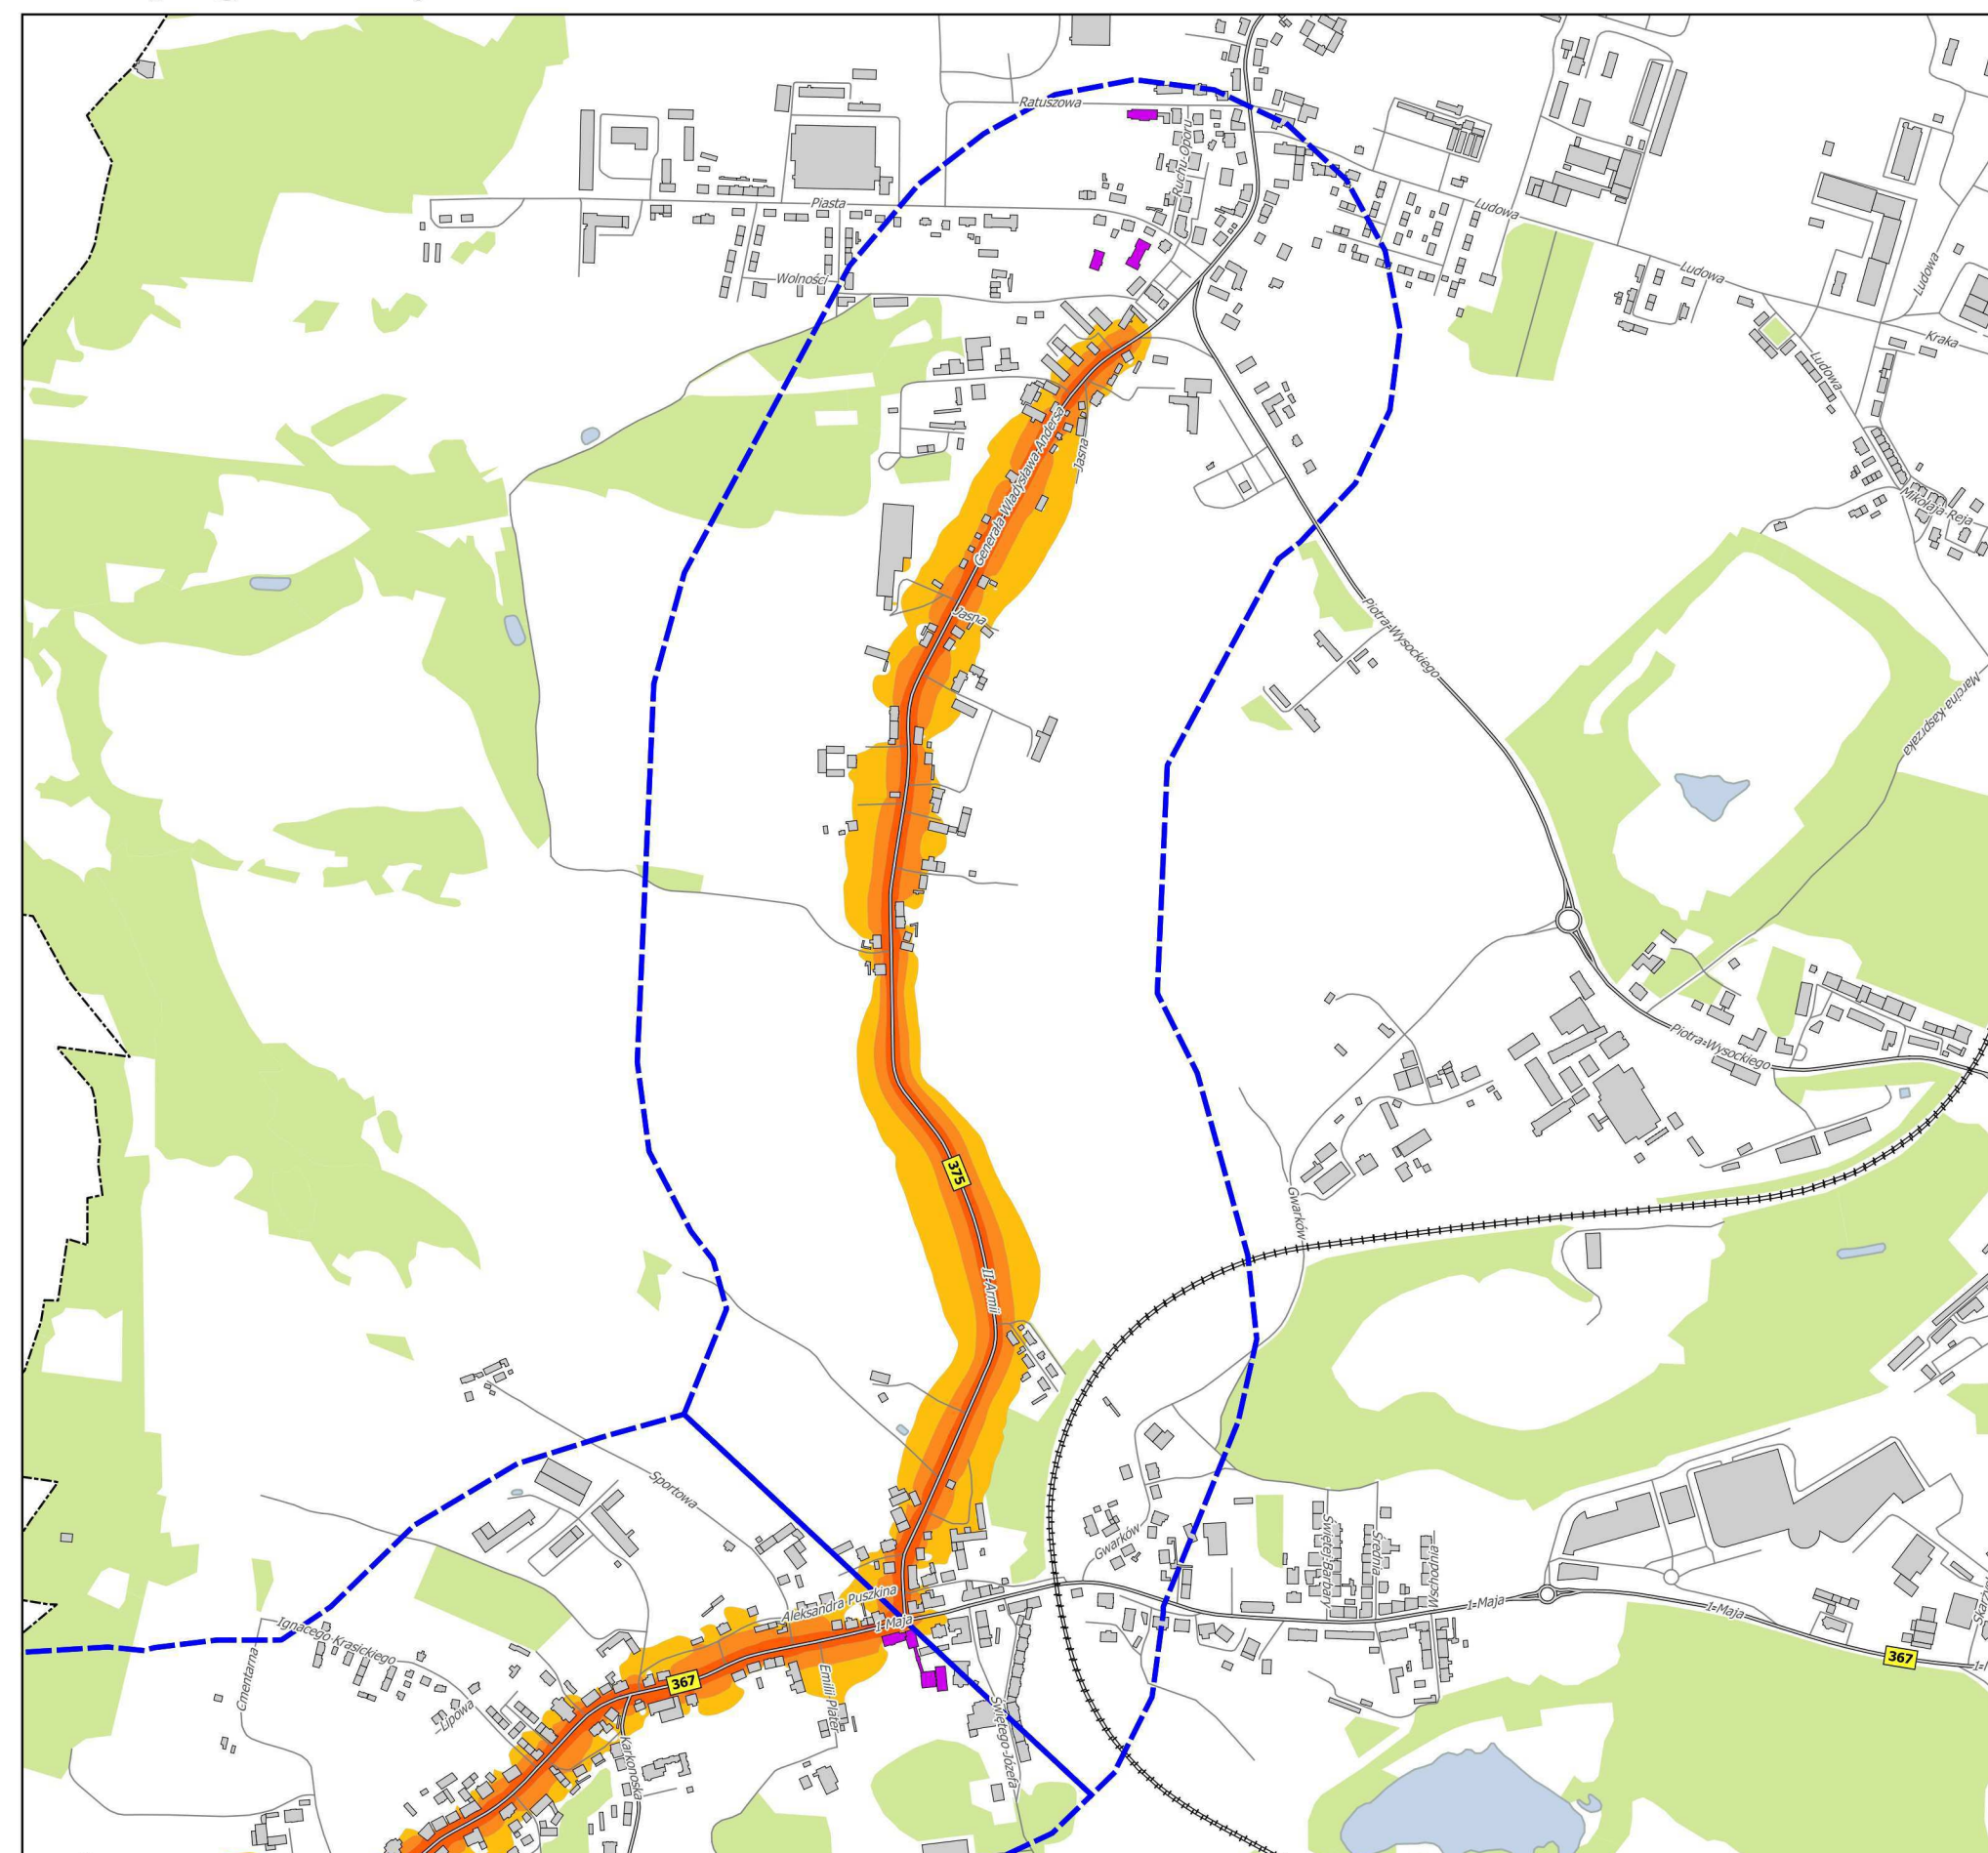 Ratuszowa
Ruchu-Oporu
Piasta
Ludowa
Wolności
Ludowa
Ludowa
Kraka
Ludowa
Generała-Władysława-Andersa
Jasna
Mikołaja-Reja
Jasna
Piotra-Wysockiego
Marcina-Kasprzaka
Piotra-Wysockiego
375
Gwarków
II-Armii
Sportowa
Gwarków
Świętej-Barbary
Średnia
Wschodnia
Aleksandra Puszkina
1-Maja
1-Maja
1-Maja
Ignacego-Krasickiego
Cmentarna
367
367
Emilii-Plater
Lipowa
Świętego-Józefa
Karkonoska